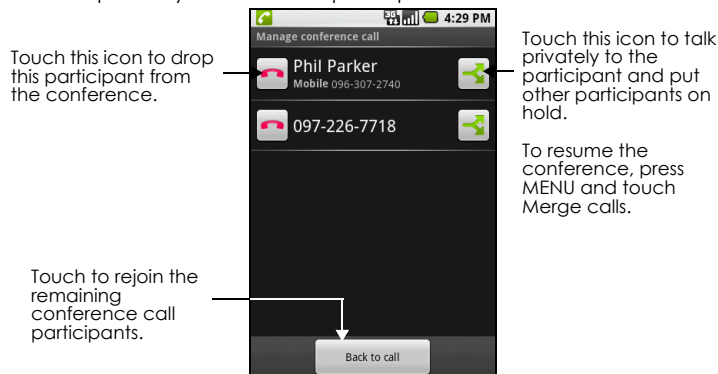 3G
4:29 PM
Manage conference call
Touch this icon to drop
this participant from
the conference.
Phil Parker
Mobile 096-307-2740
Touch this icon to talk
privately to the
participant and put
other participants on
hold.
097-226-7718
To resume the
conference, press
MENU and touch
Merge calls.
Touch to rejoin the
remaining
conference call
participants.
Back to call